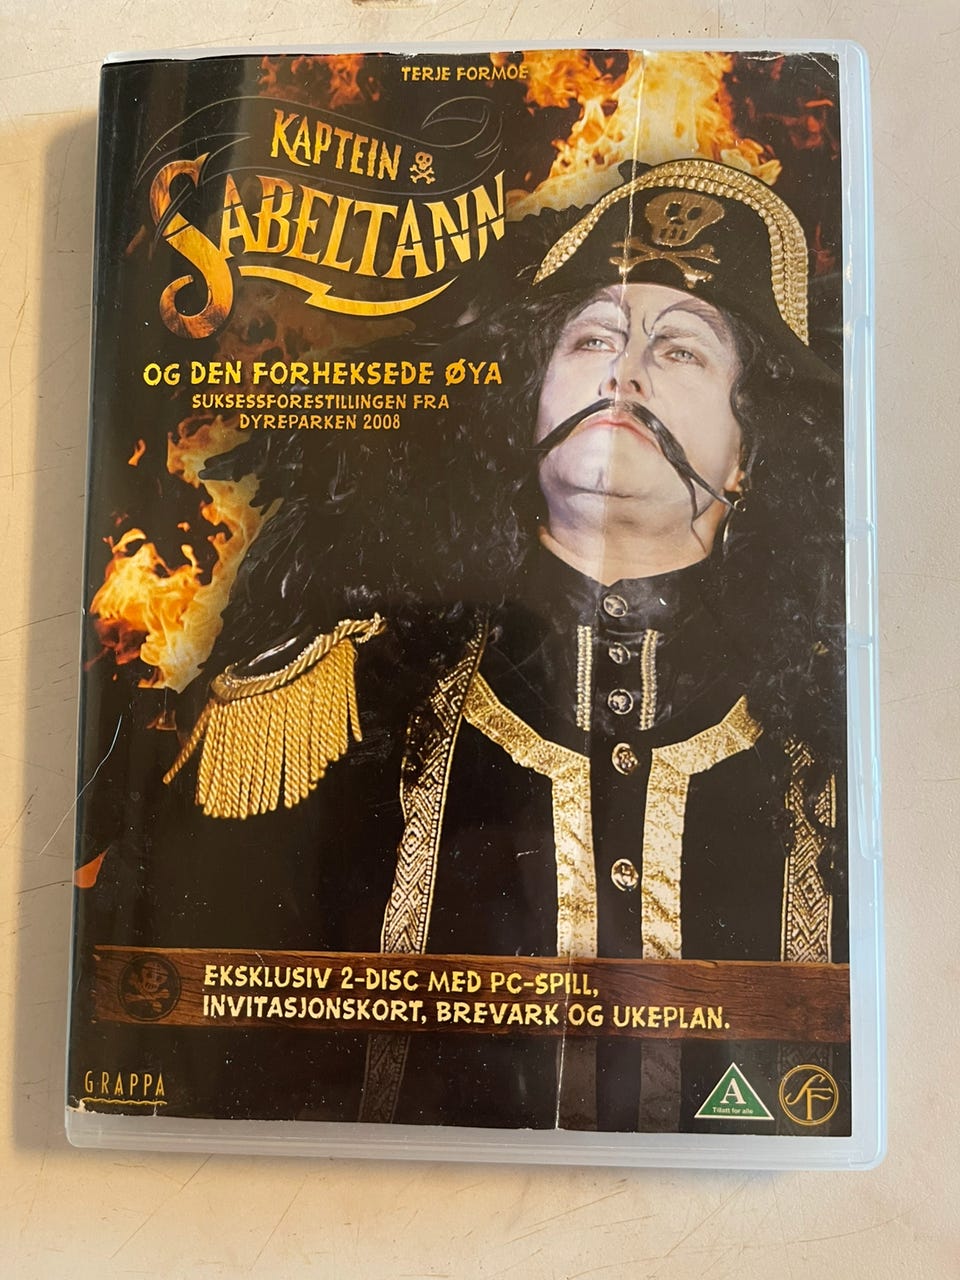 TERJE FORMOE
KAPTEIN
SABELTANN
OG DEN FORHEKSEDE ØYA
SUKSESSFORESTILLINGEN FRA
DYREPARKEN 2008
EKSKLUSIV 2-DISC MED PC-SPILL,
INVITASJONSKORT, BREVARK OG UKEPLAN.
GRAPPA
A
Tillatt for alle
SF